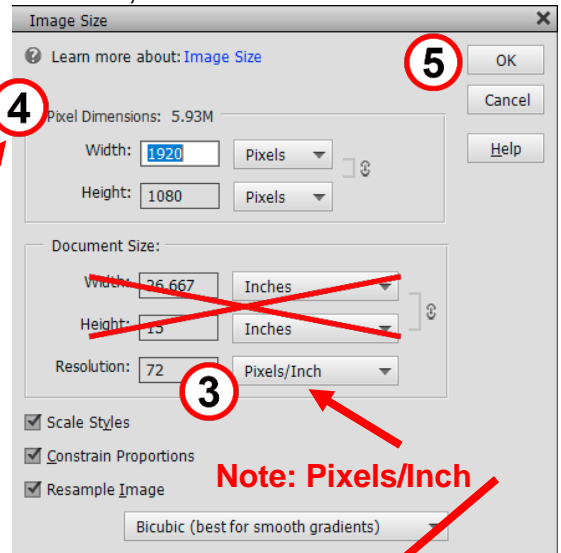 Image Size
Learn more about: Image Size
5
OK
4
Pixel Dimensions: 5.93M
Cancel
Width: 1920 Pixels
Help
Height: 1080 Pixels
Document Size:
Width: 26.667 Inches
Height: 15 Inches
Resolution: 72 Pixels/Inch
3
Scale Styles
Constrain Proportions
Note: Pixels/Inch
Resample Image
Bicubic (best for smooth gradients)